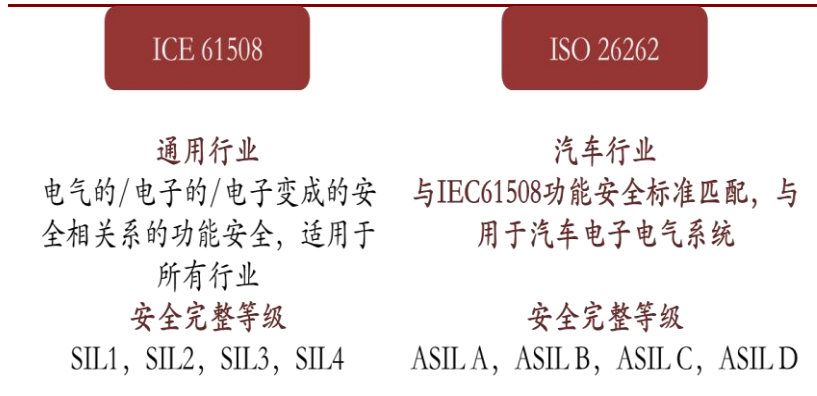 ICE 61508
通用行业
电气的/电子的/电子变成的安
全相关系的功能安全，适用于
所有行业
安全完整等级
SIL1，SIL2，SIL3，SIL4
ISO 26262
汽车行业
与IEC61508功能安全标准匹配，与
用于汽车电子电气系统
安全完整等级
ASIL A，ASIL B，ASIL C，ASIL D